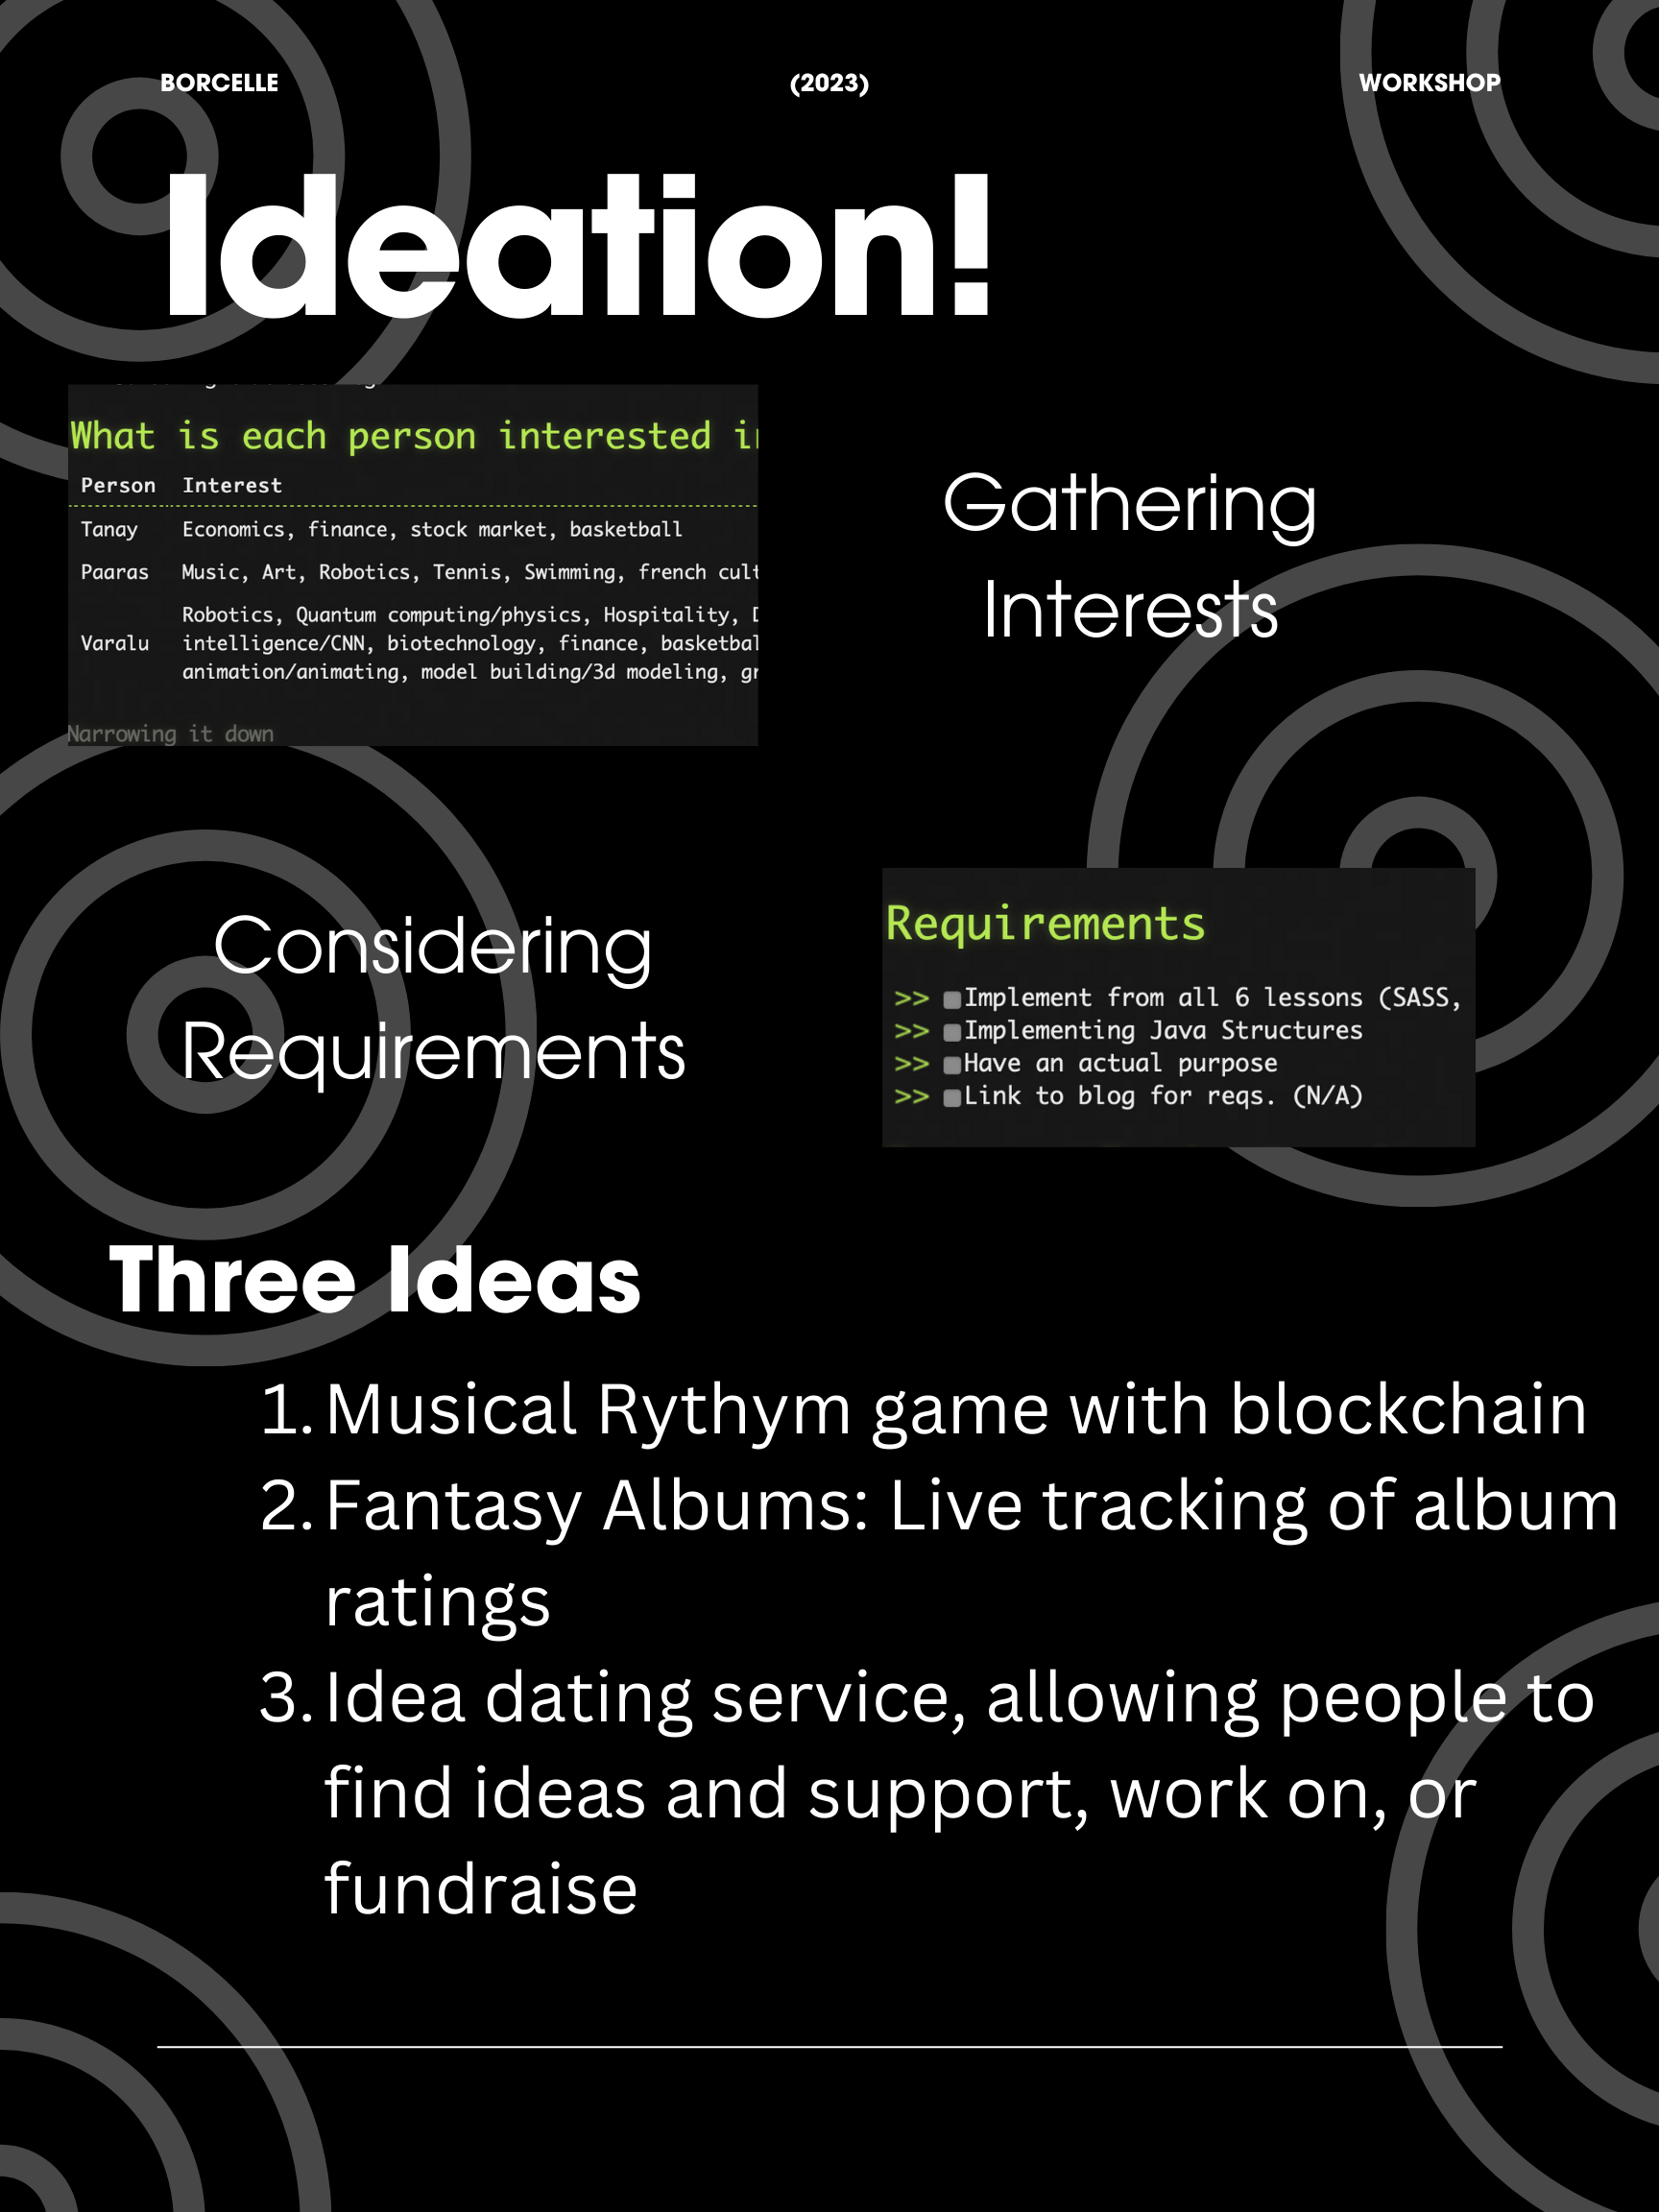 BORCELLE (2023) WORKSHOP
Ideation!
What is each person interested
Person Interest
Tanay Economics, finance, stock market, basketball
Paaras Music, Art, Robotics, Tennis, Swimming, french
Robotics, Quantum computing/physics, Hospitality,
Varalu intelligence/CNN, biotechnology, finance,
animation/animating, model building/3d modeling,
Narrowing it down
Gathering
Interests
Considering
Requirements
Requirements
>> Implement from all 6 lessons (SASS,
>> Implementing Java Structures
>> Have an actual purpose
>> Link to blog for reqs. (N/A)
Three Ideas
1. Musical Rythym game with blockchain
2. Fantasy Albums: Live tracking of album
ratings
3. Idea dating service, allowing people to
find ideas and support, work on, or
fundraise